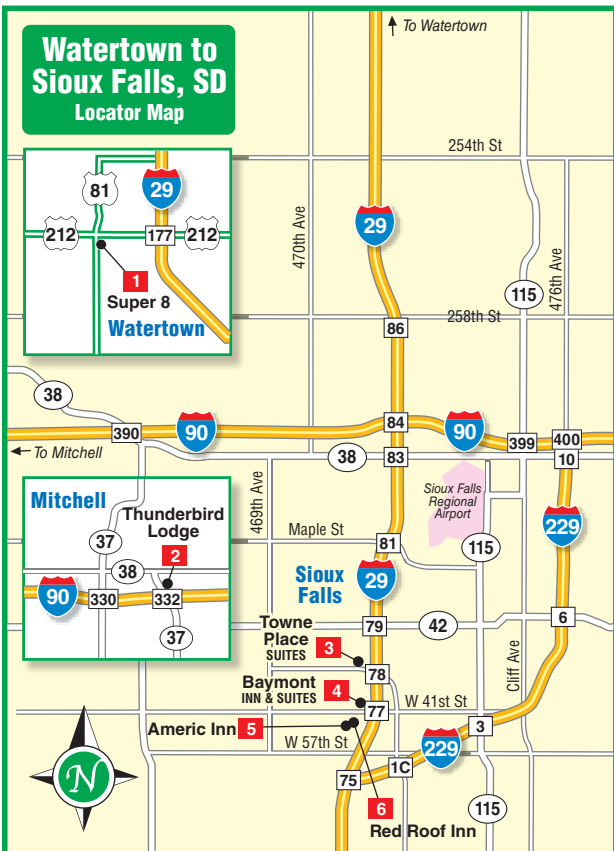 Watertown to
Sioux Falls, SD
Locator Map
To Watertown
254th St
81
29
212
177
212
1
Super 8
Watertown
470th Ave
29
476th Ave
115
258th St
86
38
390
90
84
90
399
400
To Mitchell
38
83
10
Sioux Falls
Regional
Airport
Mitchell
Thunderbird
Lodge
2
37
38
90
330
332
37
469th Ave
Maple St
81
115
229
Sioux
Falls
29
79
42
6
Towne
Place
SUITES
3
78
Cliff Ave
Baymont
INN & SUITES
4
77
W 41st St
Americ Inn
5
3
W 57th St
229
1C
75
N
6
Red Roof Inn
115